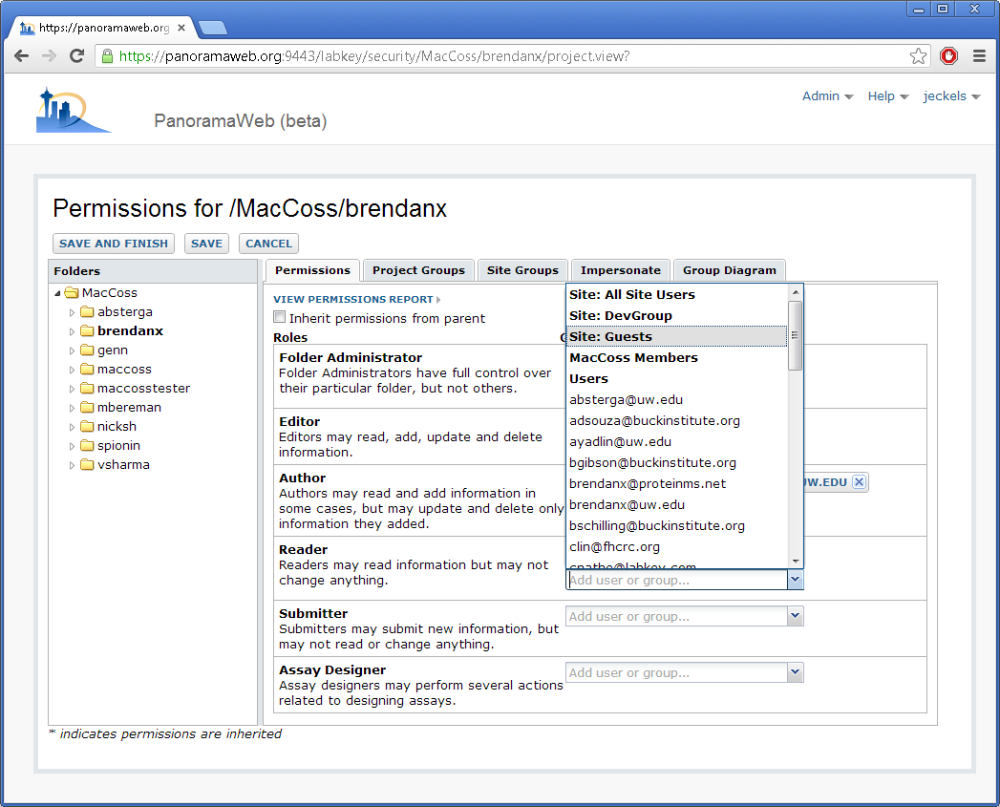 https://panoramaweb.org
https://panoramaweb.org:9443/labkey/security/MacCoss/brendanx/project.view?
Admin Help jeckels
PanoramaWeb (beta)
Permissions for /MacCoss/brendanx
SAVE AND FINISH SAVE CANCEL
Folders
MacCoss
absterga
brendanx
genn
maccoss
maccosstester
mbereman
nicksh
spionin
vsharma
Permissions Project Groups Site Groups Impersonate Group Diagram
VIEW PERMISSIONS REPORT
Inherit permissions from parent
Roles
Folder Administrator
Folder Administrators have full control over
their particular folder, but not others.
Editor
Editors may read, add, update and delete
information.
Author
Authors may read and add information in
some cases, but may update and delete only
information they added.
UW.EDU
Reader
Readers may read information but may not
change anything.
Site: All Site Users
Site: DevGroup
Site: Guests
MacCoss Members
Users
absterga@uw.edu
adsouza@buckinstitute.org
ayadlin@uw.edu
bgibson@buckinstitute.org
brendanx@proteinms.net
brendanx@uw.edu
bschilling@buckinstitute.org
clin@fhcrc.org
Add user or group...
Submitter
Submitters may submit new information, but
may not read or change anything.
Add user or group...
Assay Designer
Assay designers may perform several actions
related to designing assays.
Add user or group...
* indicates permissions are inherited